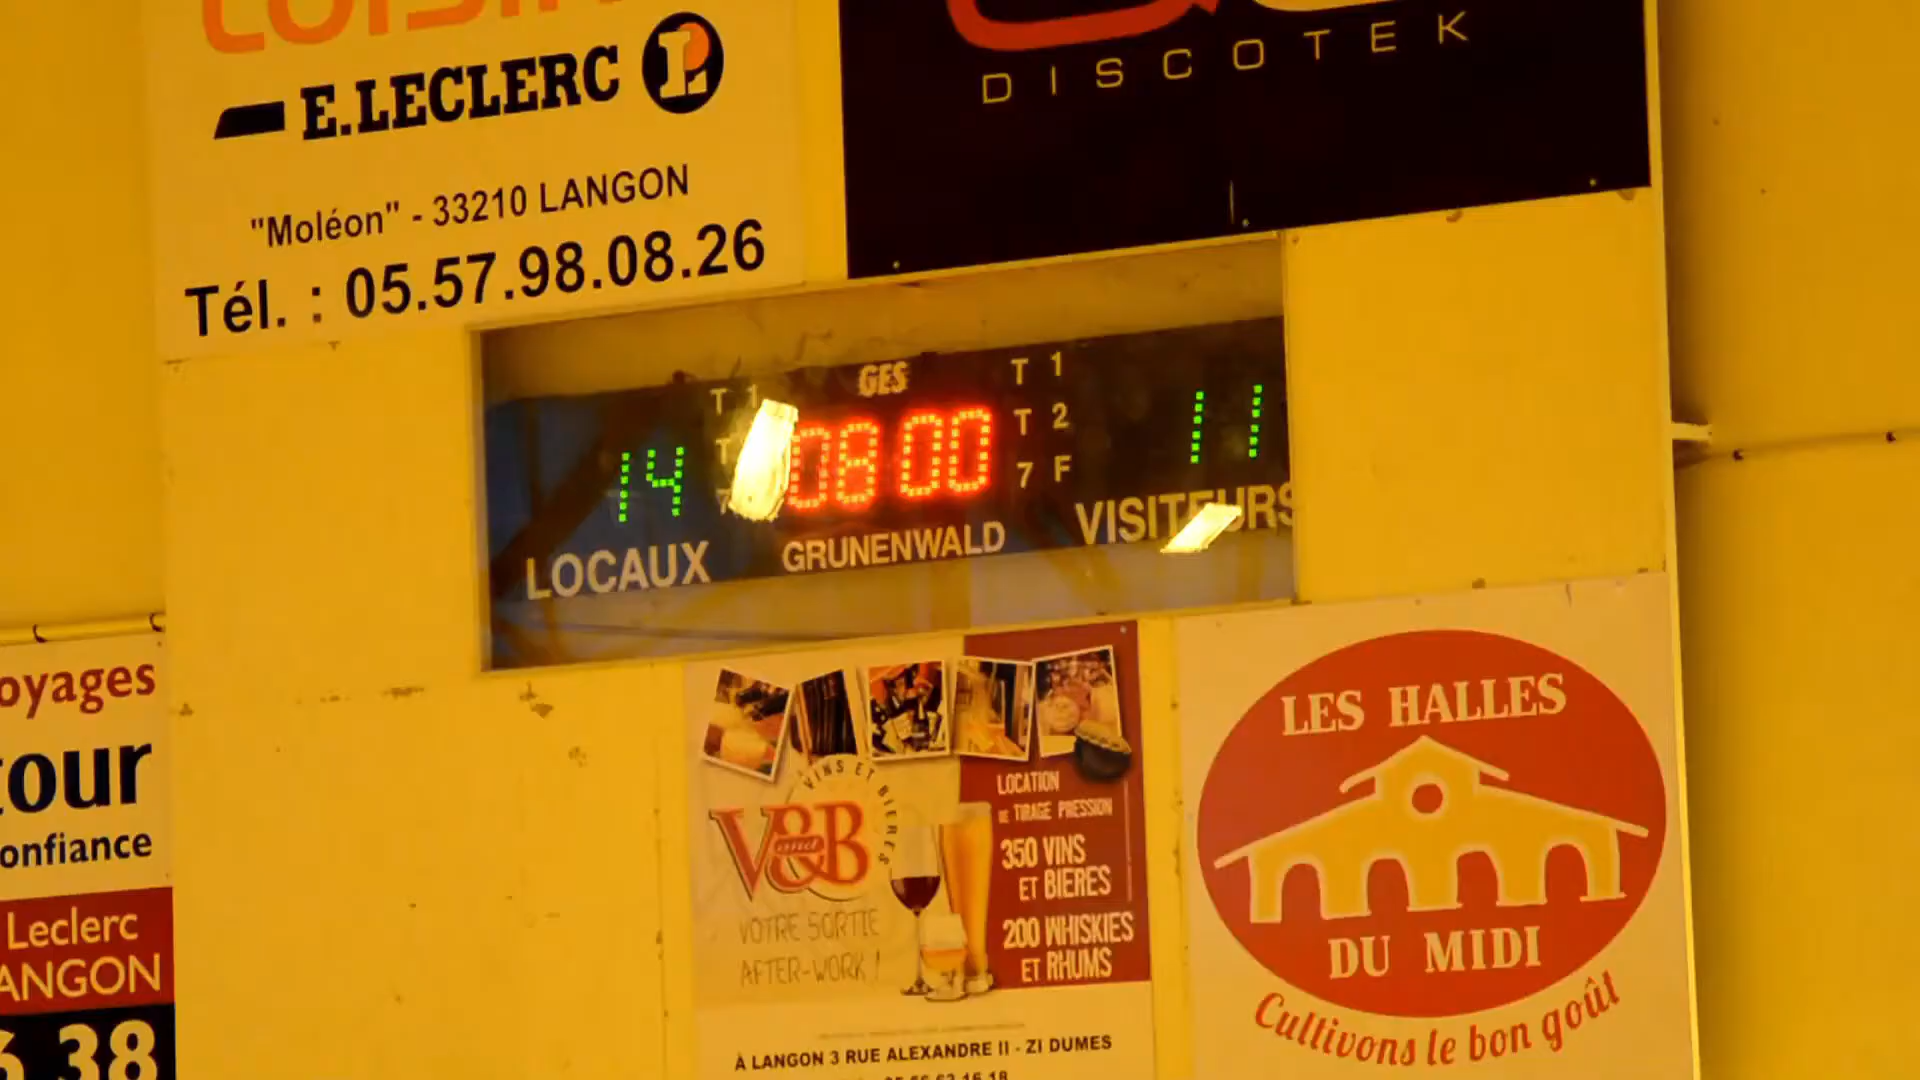 E.LECLERC
"Moléon" - 33210 LANGON
Tél. : 05.57.98.08.26
DISCOTEK
GES
T 1
T 1
T 2
7 F
14
08 00
11
LOCAUX
GRUNENWALD
VISITEURS
oyages
tour
onfiance
Leclerc
ANGON
38
VINS ET BIERES
V and B
VOTRE SORTIE
AFTER-WORK !
LOCATION
DE TIRAGE PRESSION
350 VINS
ET BIERES
200 WHISKIES
ET RHUMS
À LANGON 3 RUE ALEXANDRE II - ZI DUMES
LES HALLES
DU MIDI
Cultivons le bon goût